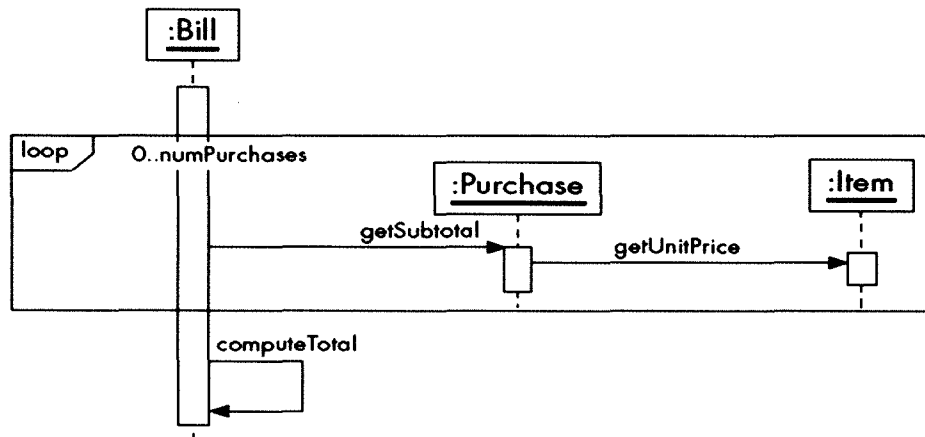 :Bill
loop
0..numPurchases
:Purchase
:Item
getSubtotal
getUnitPrice
computeTotal